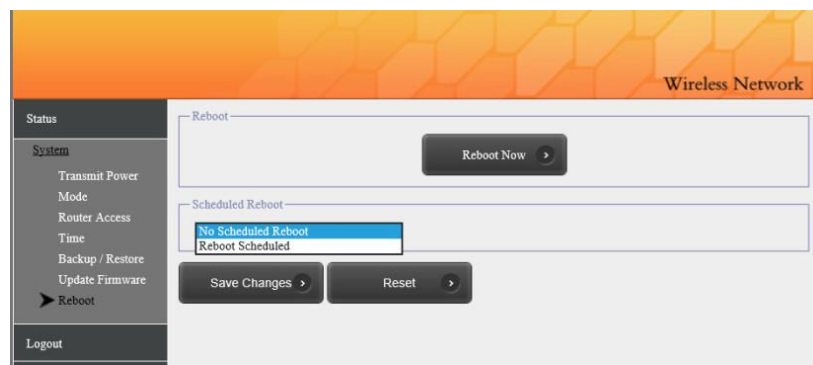 Wireless Network
Status
System
Transmit Power
Mode
Router Access
Time
Backup / Restore
Update Firmware
Reboot
Logout
Reboot
Reboot Now
Scheduled Reboot
No Scheduled Reboot
Reboot Scheduled
Save Changes
Reset